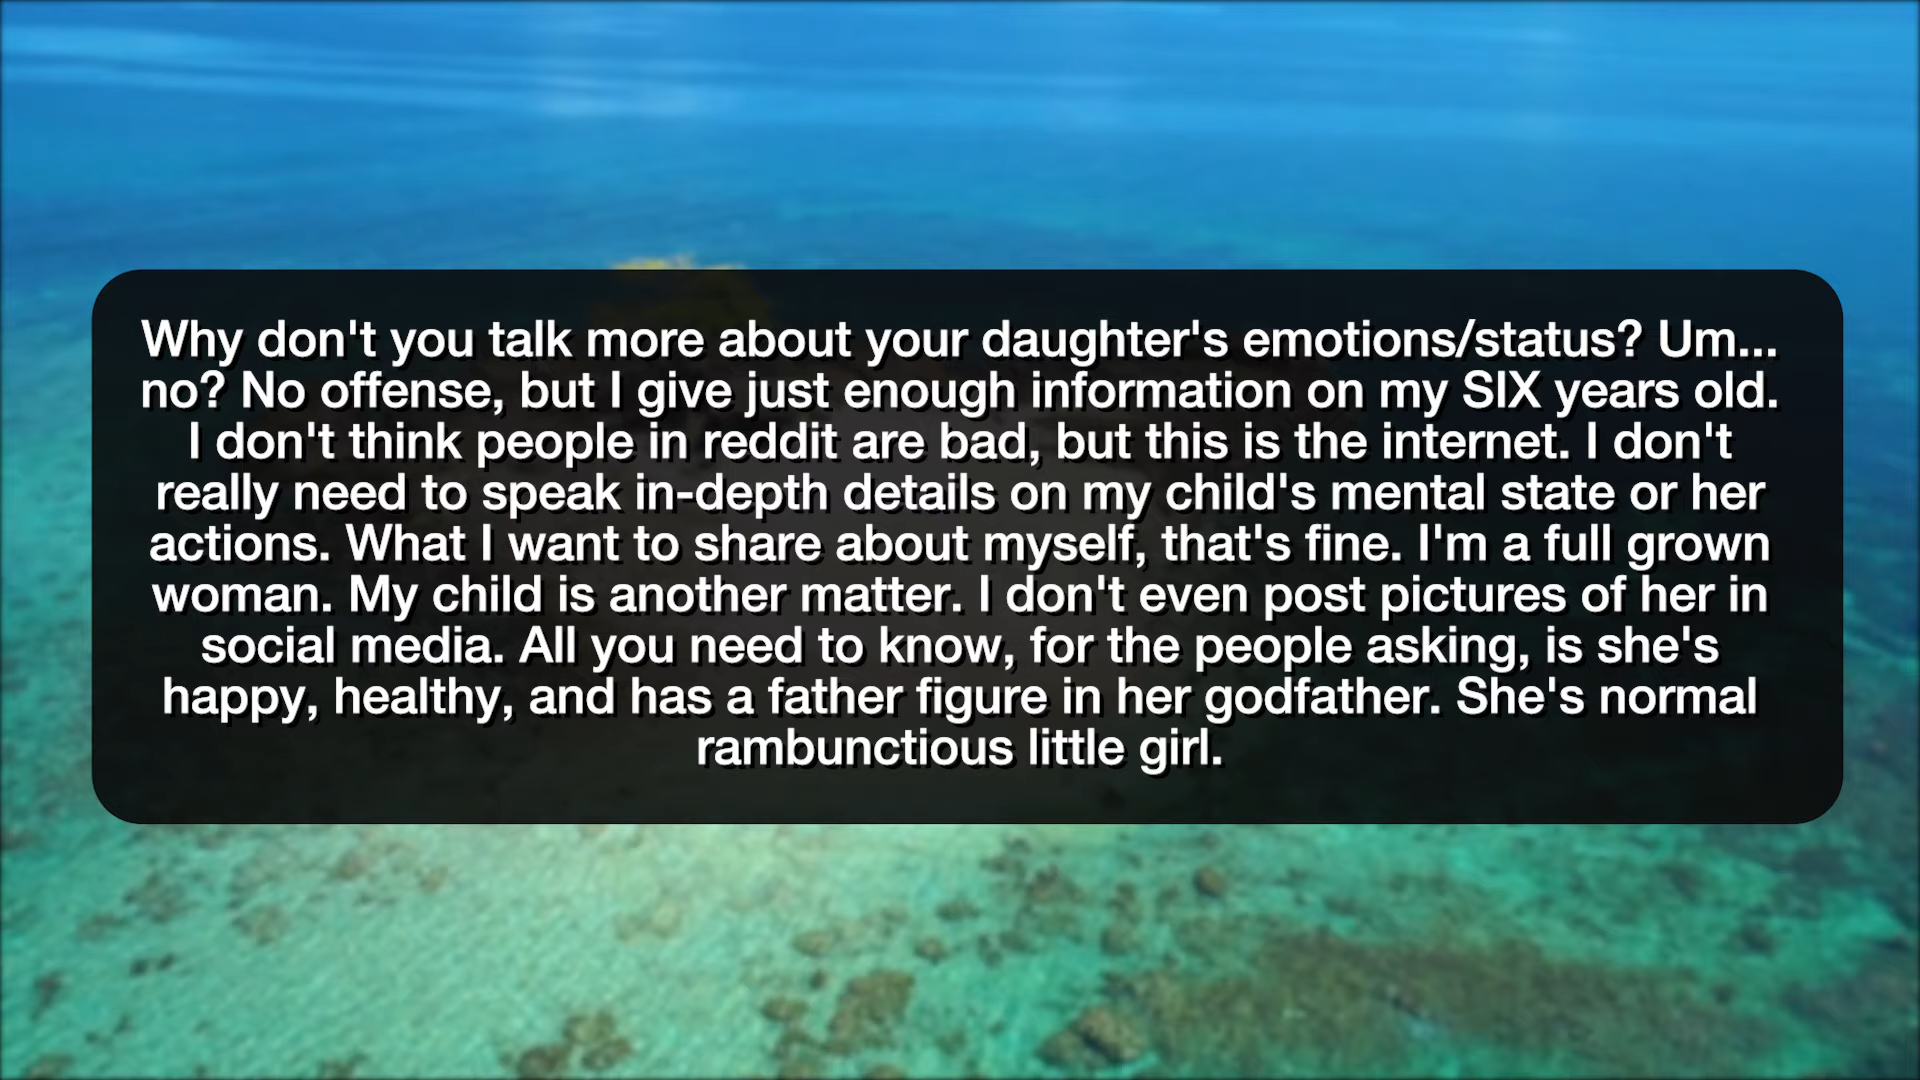 Why don't you talk more about your daughter's emotions/status? Um...
no? No offense, but I give just enough information on my SIX years old.
I don't think people in reddit are bad, but this is the internet. I don't
really need to speak in-depth details on my child's mental state or her
actions. What I want to share about myself, that's fine. I'm a full grown
woman. My child is another matter. I don't even post pictures of her in
social media. All you need to know, for the people asking, is she's
happy, healthy, and has a father figure in her godfather. She's normal
rambunctious little girl.